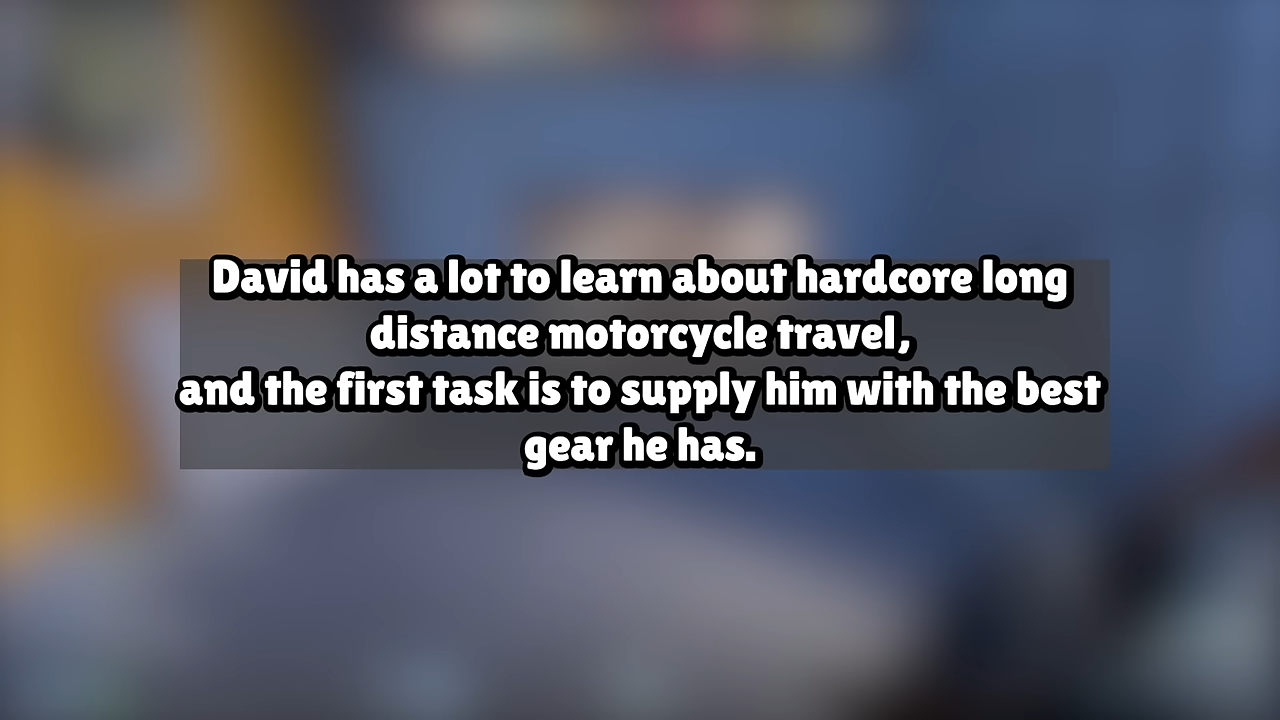 David has a lot to learn about hardcore long
distance motorcycle travel,
and the first task is to supply him with the best
gear he has.